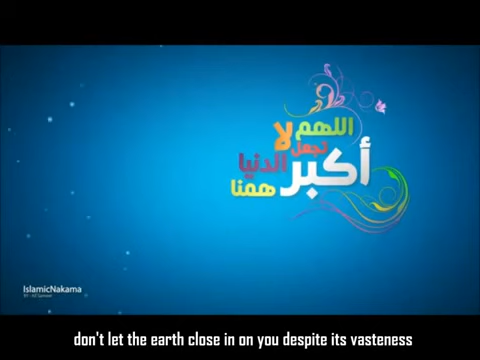 اللهم
لا
تجعل
الدنيا
أكبر
همنا
IslamicNakama
don't let the earth close in on you despite its vasteness